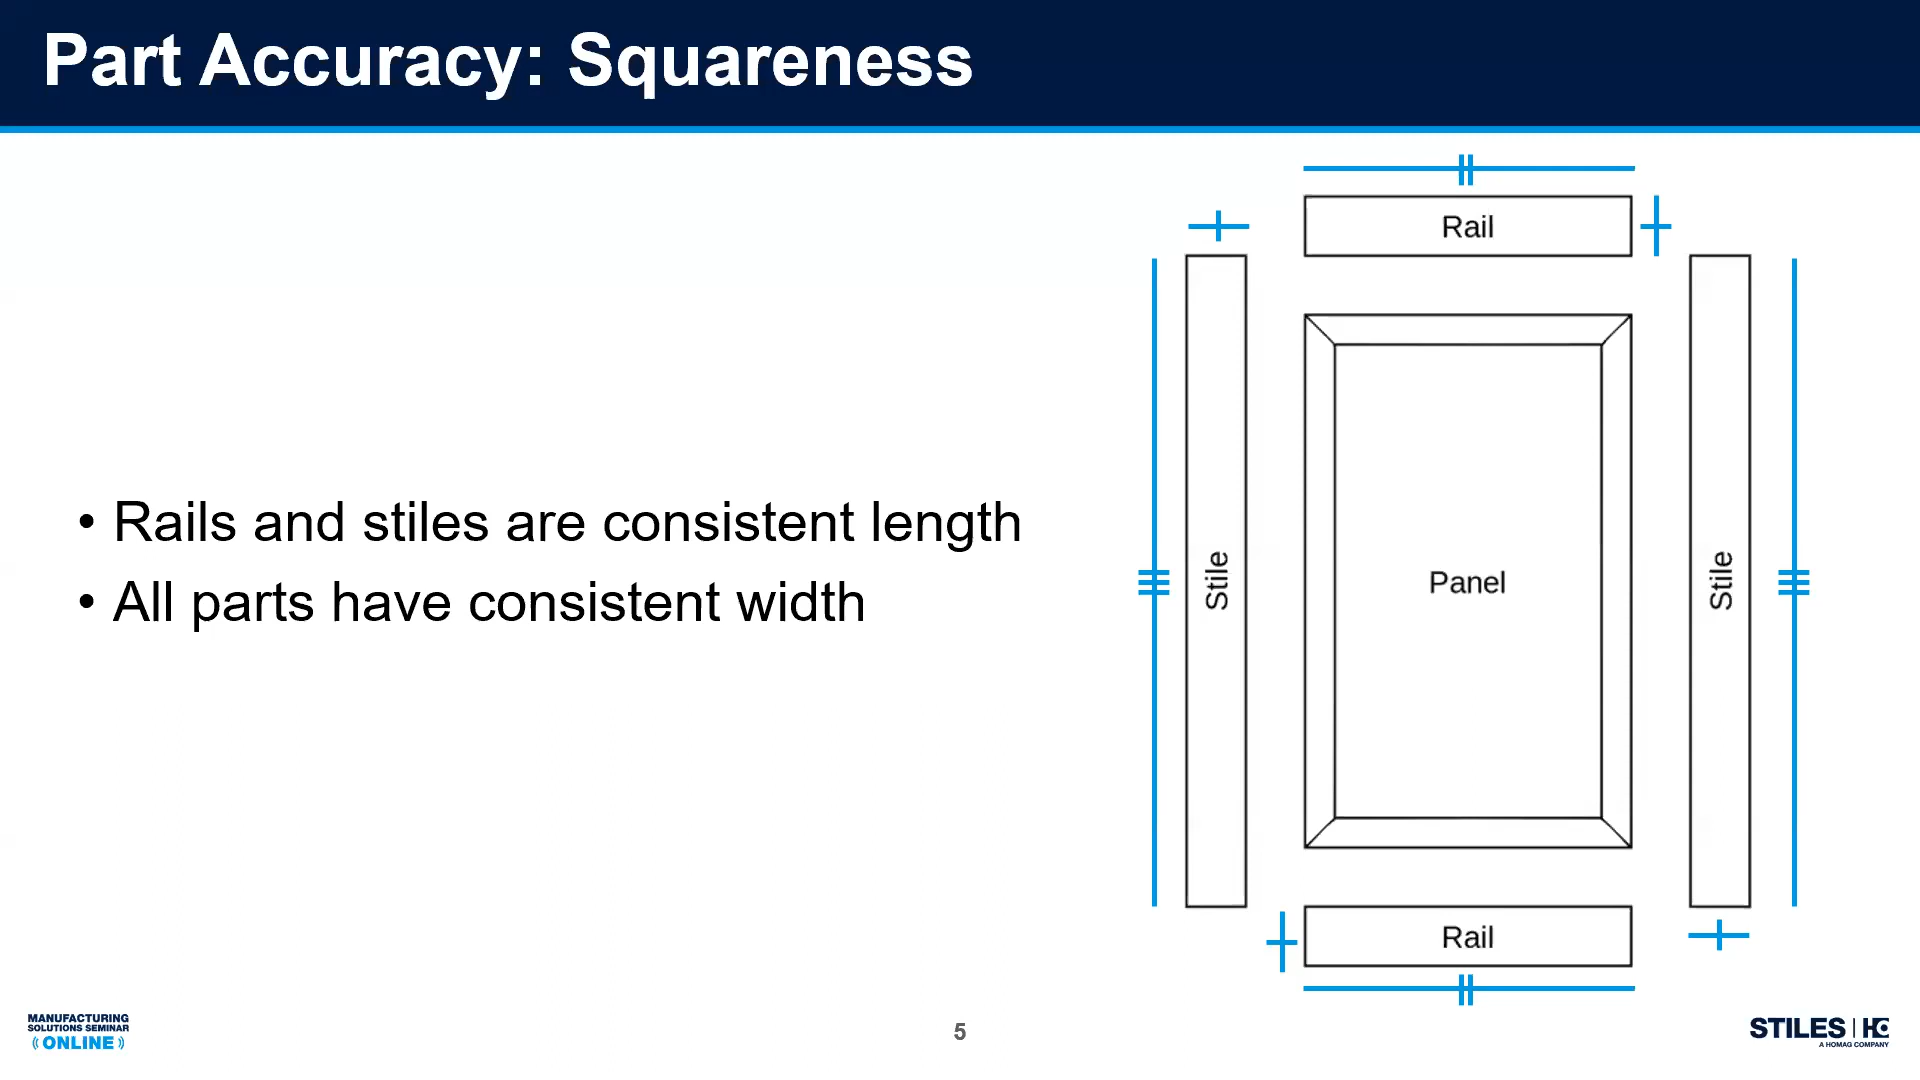 Part Accuracy: Squareness
• Rails and stiles are consistent length
• All parts have consistent width
Rail
Stile
Panel
Stile
Rail
MANUFACTURING
SOLUTIONS SEMINAR
((ONLINE))
5
STILES | HC
A HOMAG COMPANY